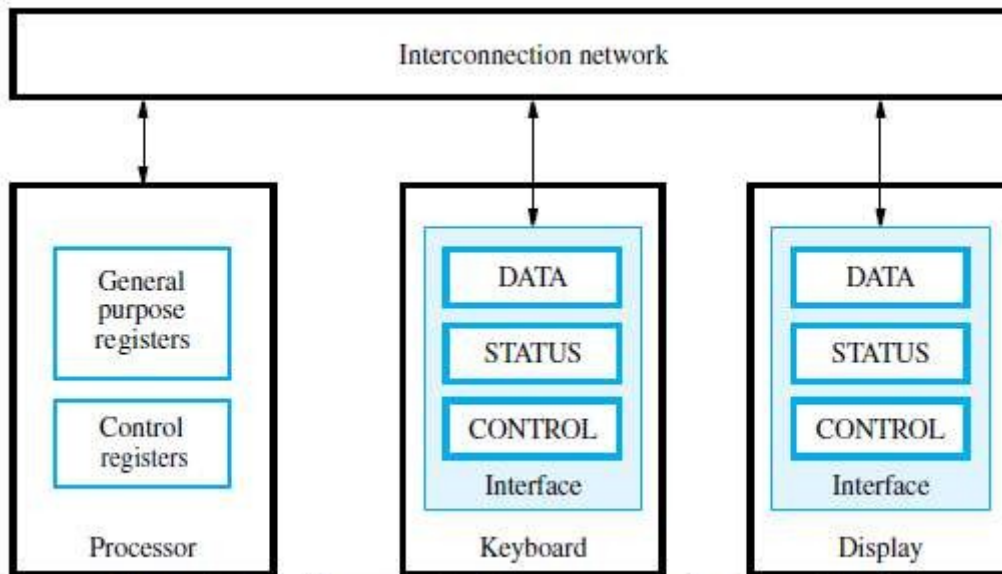 Interconnection network
General
purpose
registers
Control
registers
Processor
DATA
STATUS
CONTROL
Interface
Keyboard
DATA
STATUS
CONTROL
Interface
Display